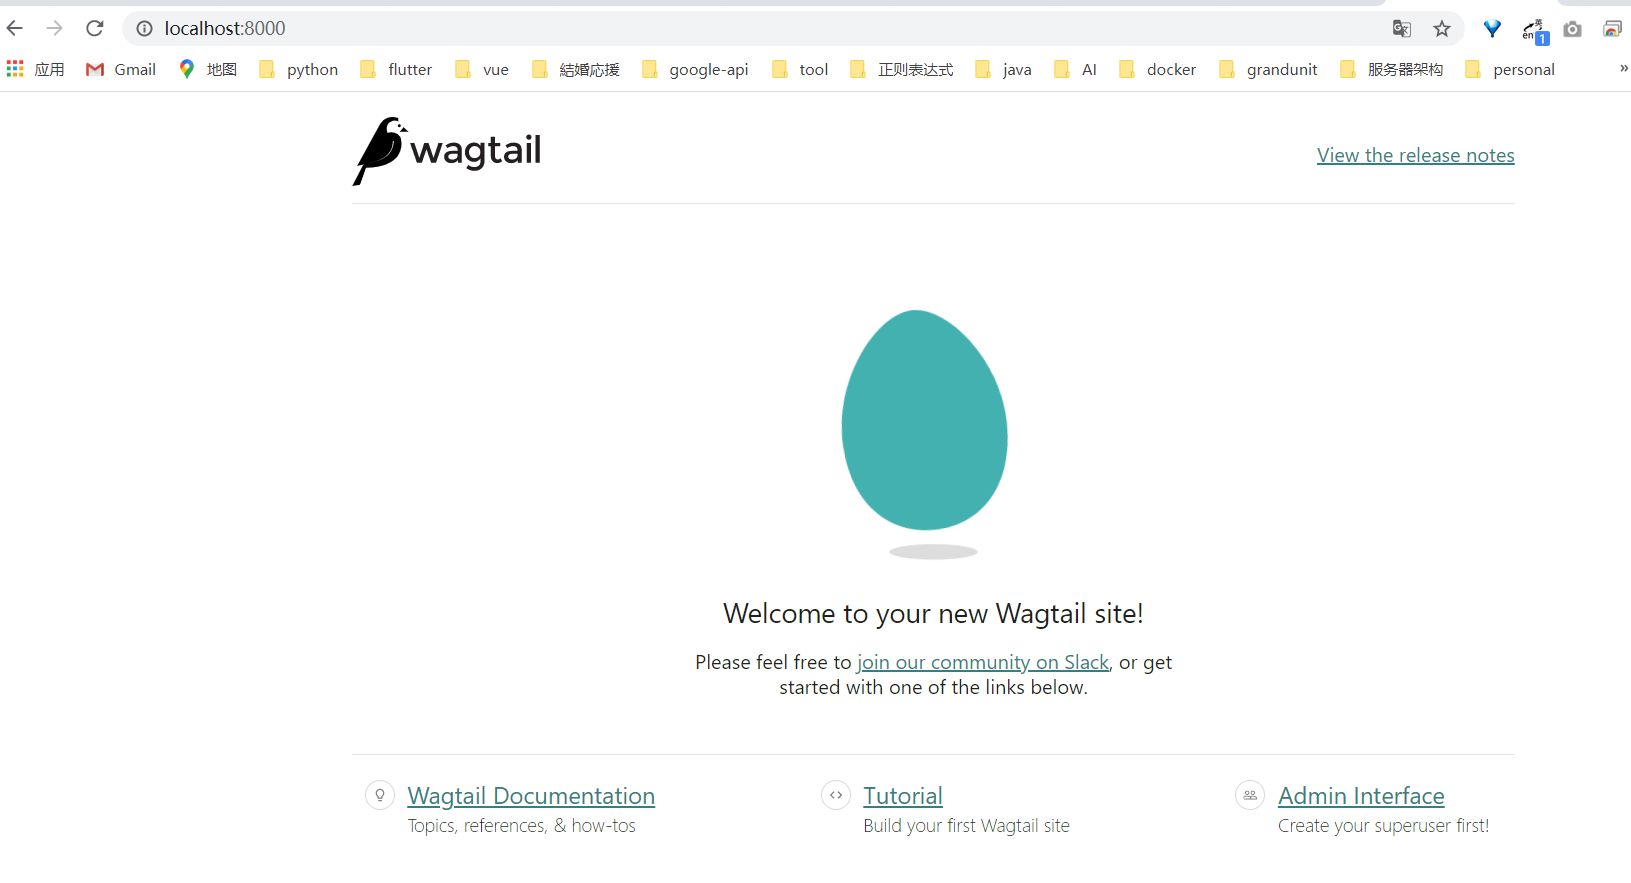 localhost:8000
英
en 1
应用 Gmail 地图 python flutter vue 結婚応援 google-api tool 正则表达式 java AI docker grandunit 服务器架构 personal »
wagtail
View the release notes
Welcome to your new Wagtail site!
Please feel free to join our community on Slack, or get
started with one of the links below.
Wagtail Documentation
Topics, references, & how-tos
Tutorial
Build your first Wagtail site
Admin Interface
Create your superuser first!